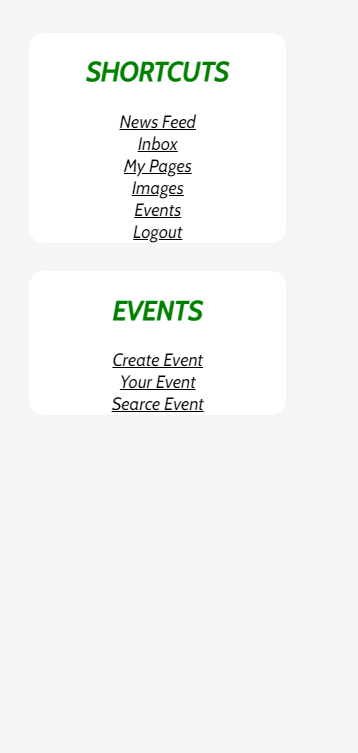 SHORTCUTS
News Feed
Inbox
My Pages
Images
Events
Logout
EVENTS
Create Event
Your Event
Searce Event